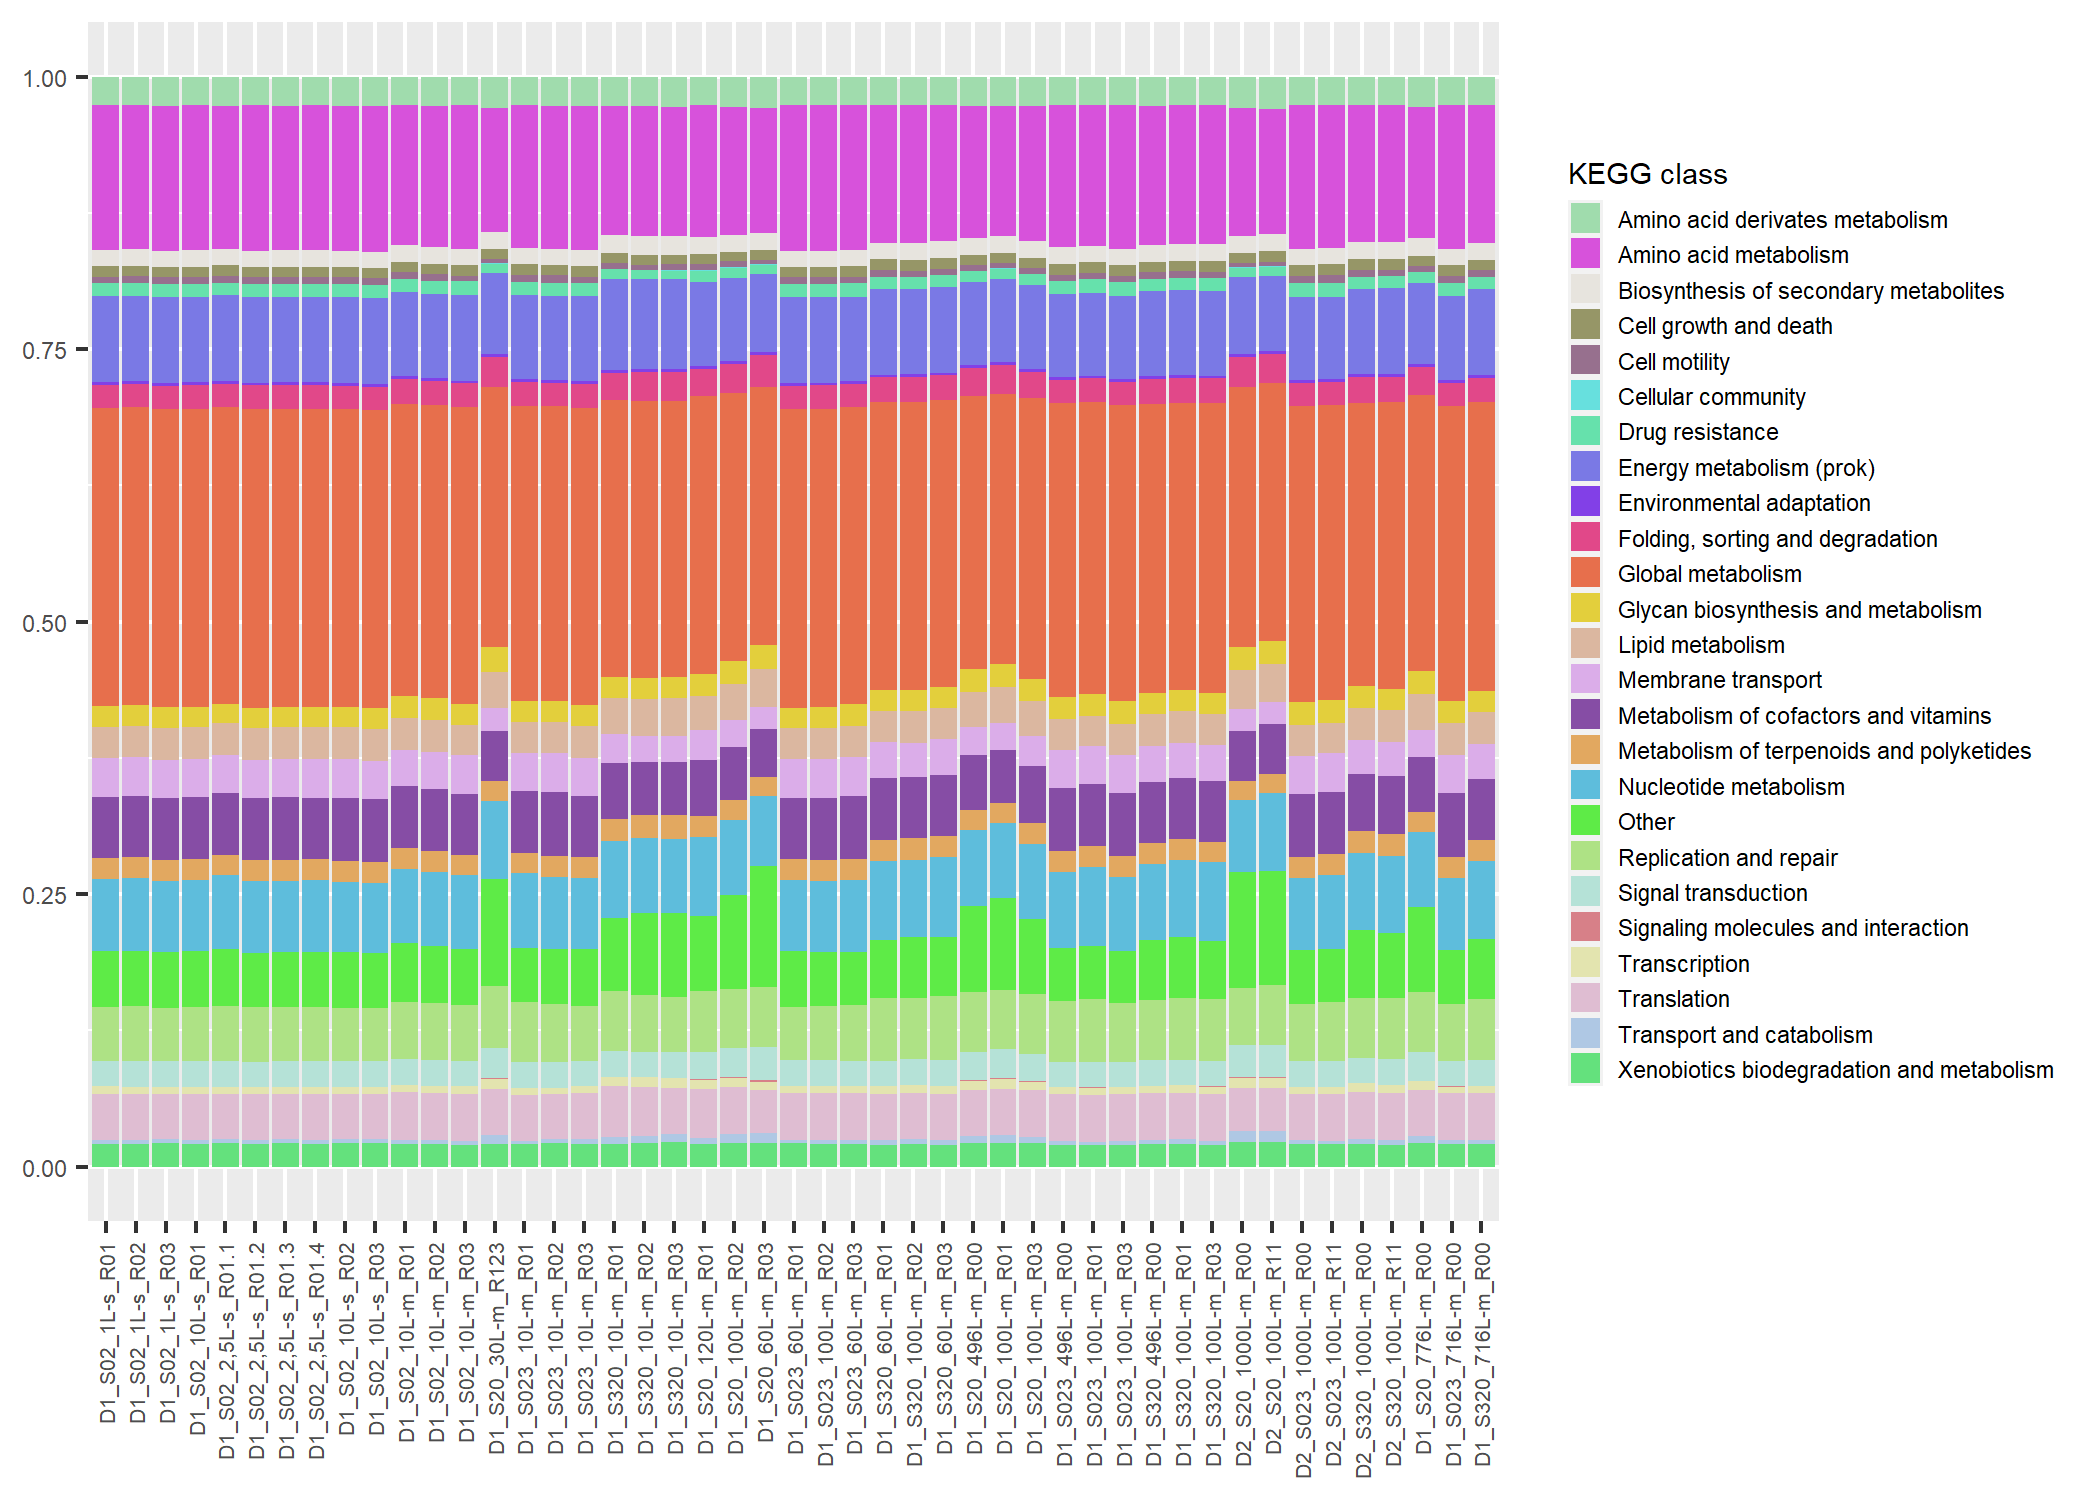 1.00
0.75
0.50
0.25
0.00
D1_S02_1L-s_R01
D1_S02_1L-s_R02
D1_S02_1L-s_R03
D1_S02_10L-s_R01
D1_S02_2,5L-s_R01.1
D1_S02_2,5L-s_R01.2
D1_S02_2,5L-s_R01.3
D1_S02_2,5L-s_R01.4
D1_S02_10L-s_R02
D1_S02_10L-s_R03
D1_S02_10L-m_R01
D1_S02_10L-m_R02
D1_S02_10L-m_R03
D1_S20_30L-m_R123
D1_S023_10L-m_R01
D1_S023_10L-m_R02
D1_S023_10L-m_R03
D1_S320_10L-m_R01
D1_S320_10L-m_R02
D1_S320_10L-m_R03
D1_S20_120L-m_R01
D1_S20_100L-m_R02
D1_S20_60L-m_R03
D1_S023_60L-m_R01
D1_S023_100L-m_R02
D1_S023_60L-m_R03
D1_S320_60L-m_R01
D1_S320_100L-m_R02
D1_S320_60L-m_R03
D1_S20_496L-m_R00
D1_S20_100L-m_R01
D1_S20_100L-m_R03
D1_S023_496L-m_R00
D1_S023_100L-m_R01
D1_S023_100L-m_R03
D1_S320_496L-m_R00
D1_S320_100L-m_R01
D1_S320_100L-m_R03
D2_S20_1000L-m_R00
D2_S20_100L-m_R11
D2_S023_1000L-m_R00
D2_S023_100L-m_R11
D2_S320_1000L-m_R00
D2_S320_100L-m_R11
D1_S20_776L-m_R00
D1_S023_716L-m_R00
D1_S320_716L-m_R00
KEGG class
Amino acid derivates metabolism
Amino acid metabolism
Biosynthesis of secondary metabolites
Cell growth and death
Cell motility
Cellular community
Drug resistance
Energy metabolism (prok)
Environmental adaptation
Folding, sorting and degradation
Global metabolism
Glycan biosynthesis and metabolism
Lipid metabolism
Membrane transport
Metabolism of cofactors and vitamins
Metabolism of terpenoids and polyketides
Nucleotide metabolism
Other
Replication and repair
Signal transduction
Signaling molecules and interaction
Transcription
Translation
Transport and catabolism
Xenobiotics biodegradation and metabolism